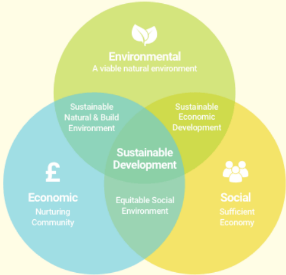 Environmental
A viable natural environment
Sustainable
Natural & Build
Environment
Sustainable
Economic
Development
Sustainable
Development
£
Economic
Nurturing
Community
Equitable Social
Environment
Social
Sufficient
Economy